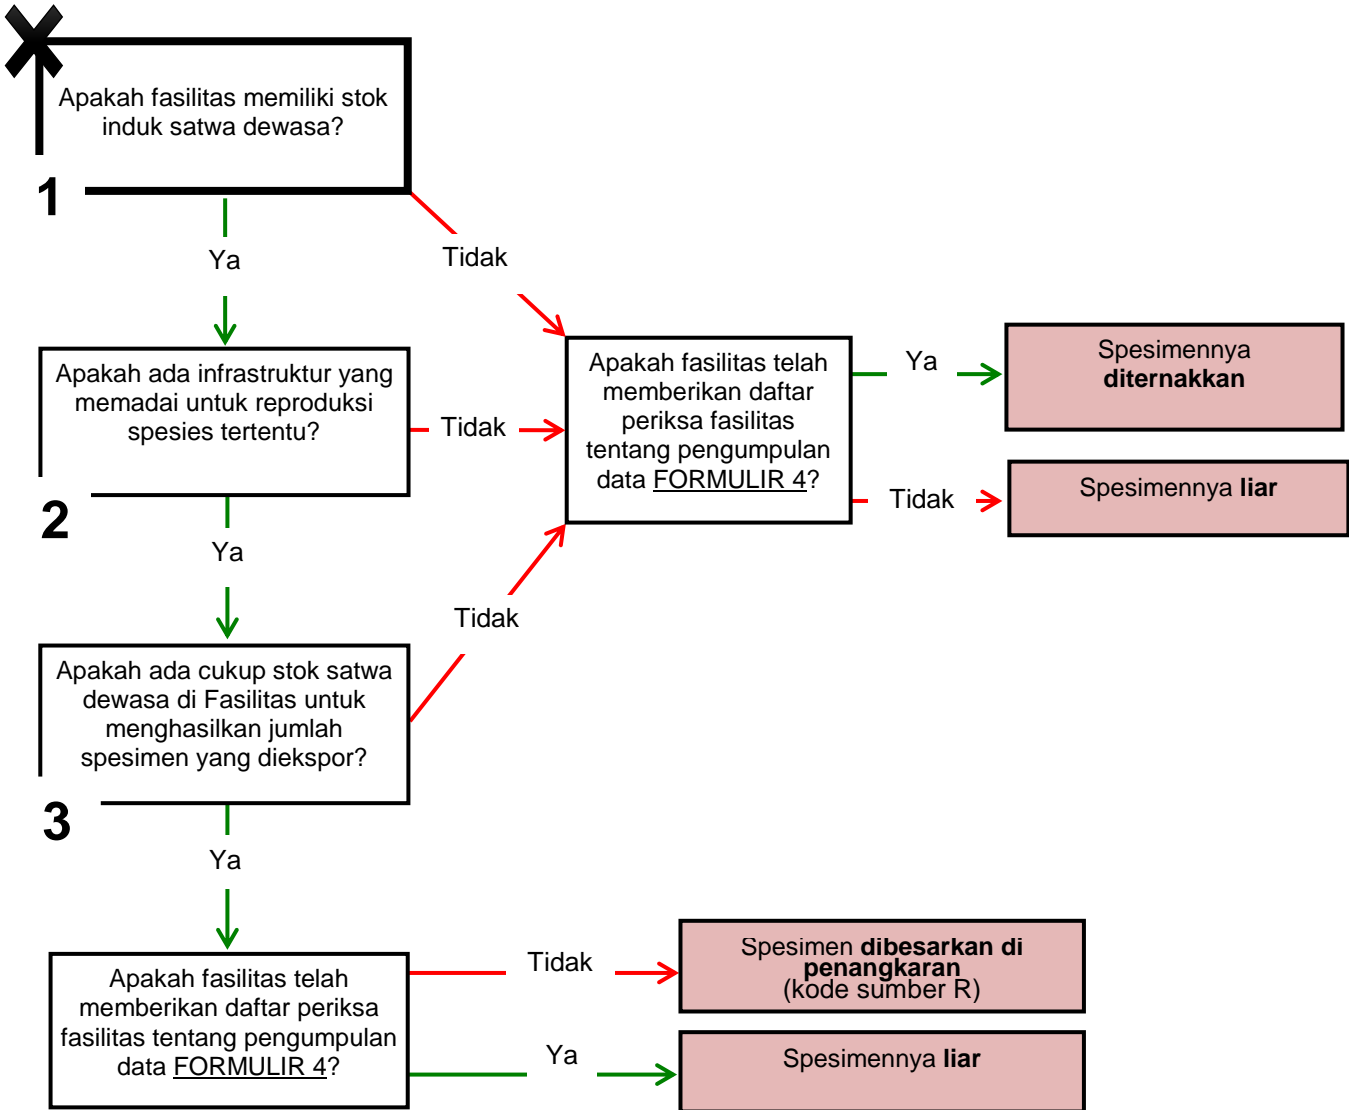 Apakah fasilitas memiliki stok
induk satwa dewasa?
1
Ya
Tidak
Apakah ada infrastruktur yang
memadai untuk reproduksi
spesies tertentu?
2
Tidak
Ya
Apakah fasilitas telah
memberikan daftar
periksa fasilitas
tentang pengumpulan
data FORMULIR 4?
Ya
Spesimennya
diternakkan
Tidak
Spesimennya liar
Tidak
Apakah ada cukup stok satwa
dewasa di Fasilitas untuk
menghasilkan jumlah
spesimen yang diekspor?
3
Ya
Apakah fasilitas telah
memberikan daftar periksa
fasilitas tentang pengumpulan
data FORMULIR 4?
Tidak
Spesimen dibesarkan di
penangkaran
(kode sumber R)
Ya
Spesimennya liar